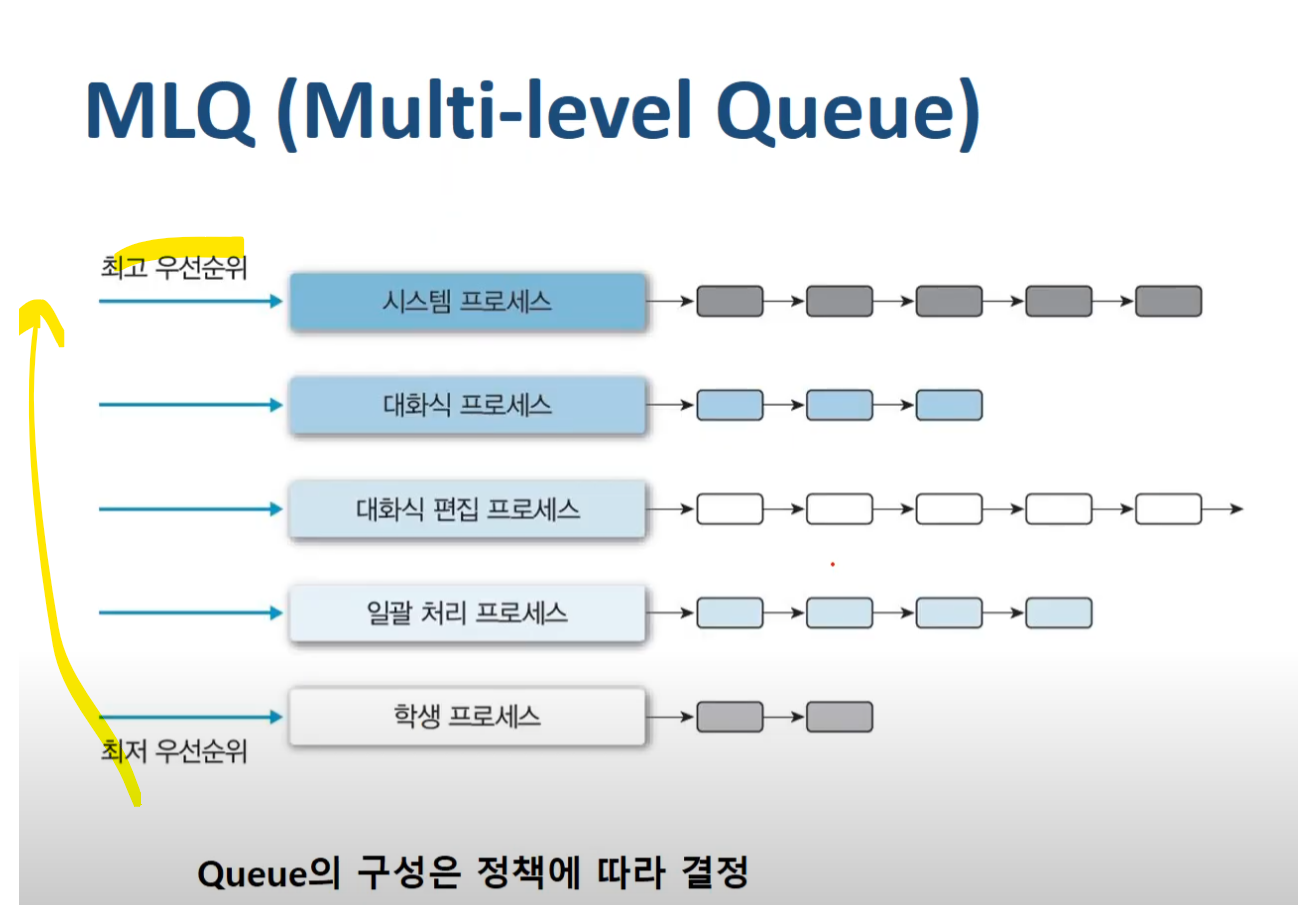 MLQ (Multi-level Queue)
최고 우선순위
시스템 프로세스
대화식 프로세스
대화식 편집 프로세스
일괄 처리 프로세스
학생 프로세스
최저 우선순위
Queue의 구성은 정책에 따라 결정